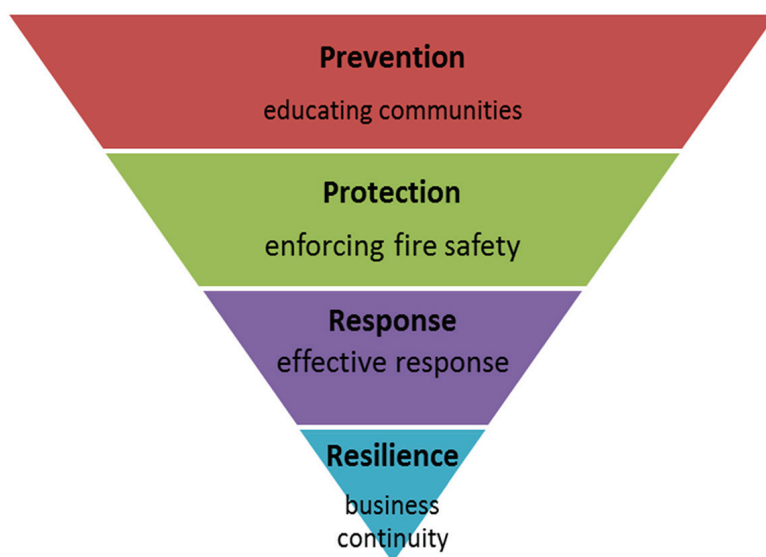 Prevention
educating communities
Protection
enforcing fire safety
Response
effective response
Resilience
business
continuity